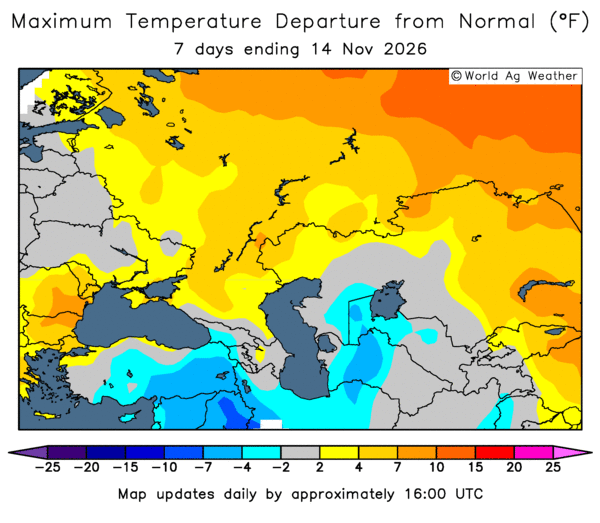 Maximum Temperature Departure from Normal (°F)
7 days ending 14 Nov 2026
© World Ag Weather
-25 -20 -15 -10 -7 -4 -2 2 4 7 10 15 20 25
Map updates daily by approximately 16:00 UTC